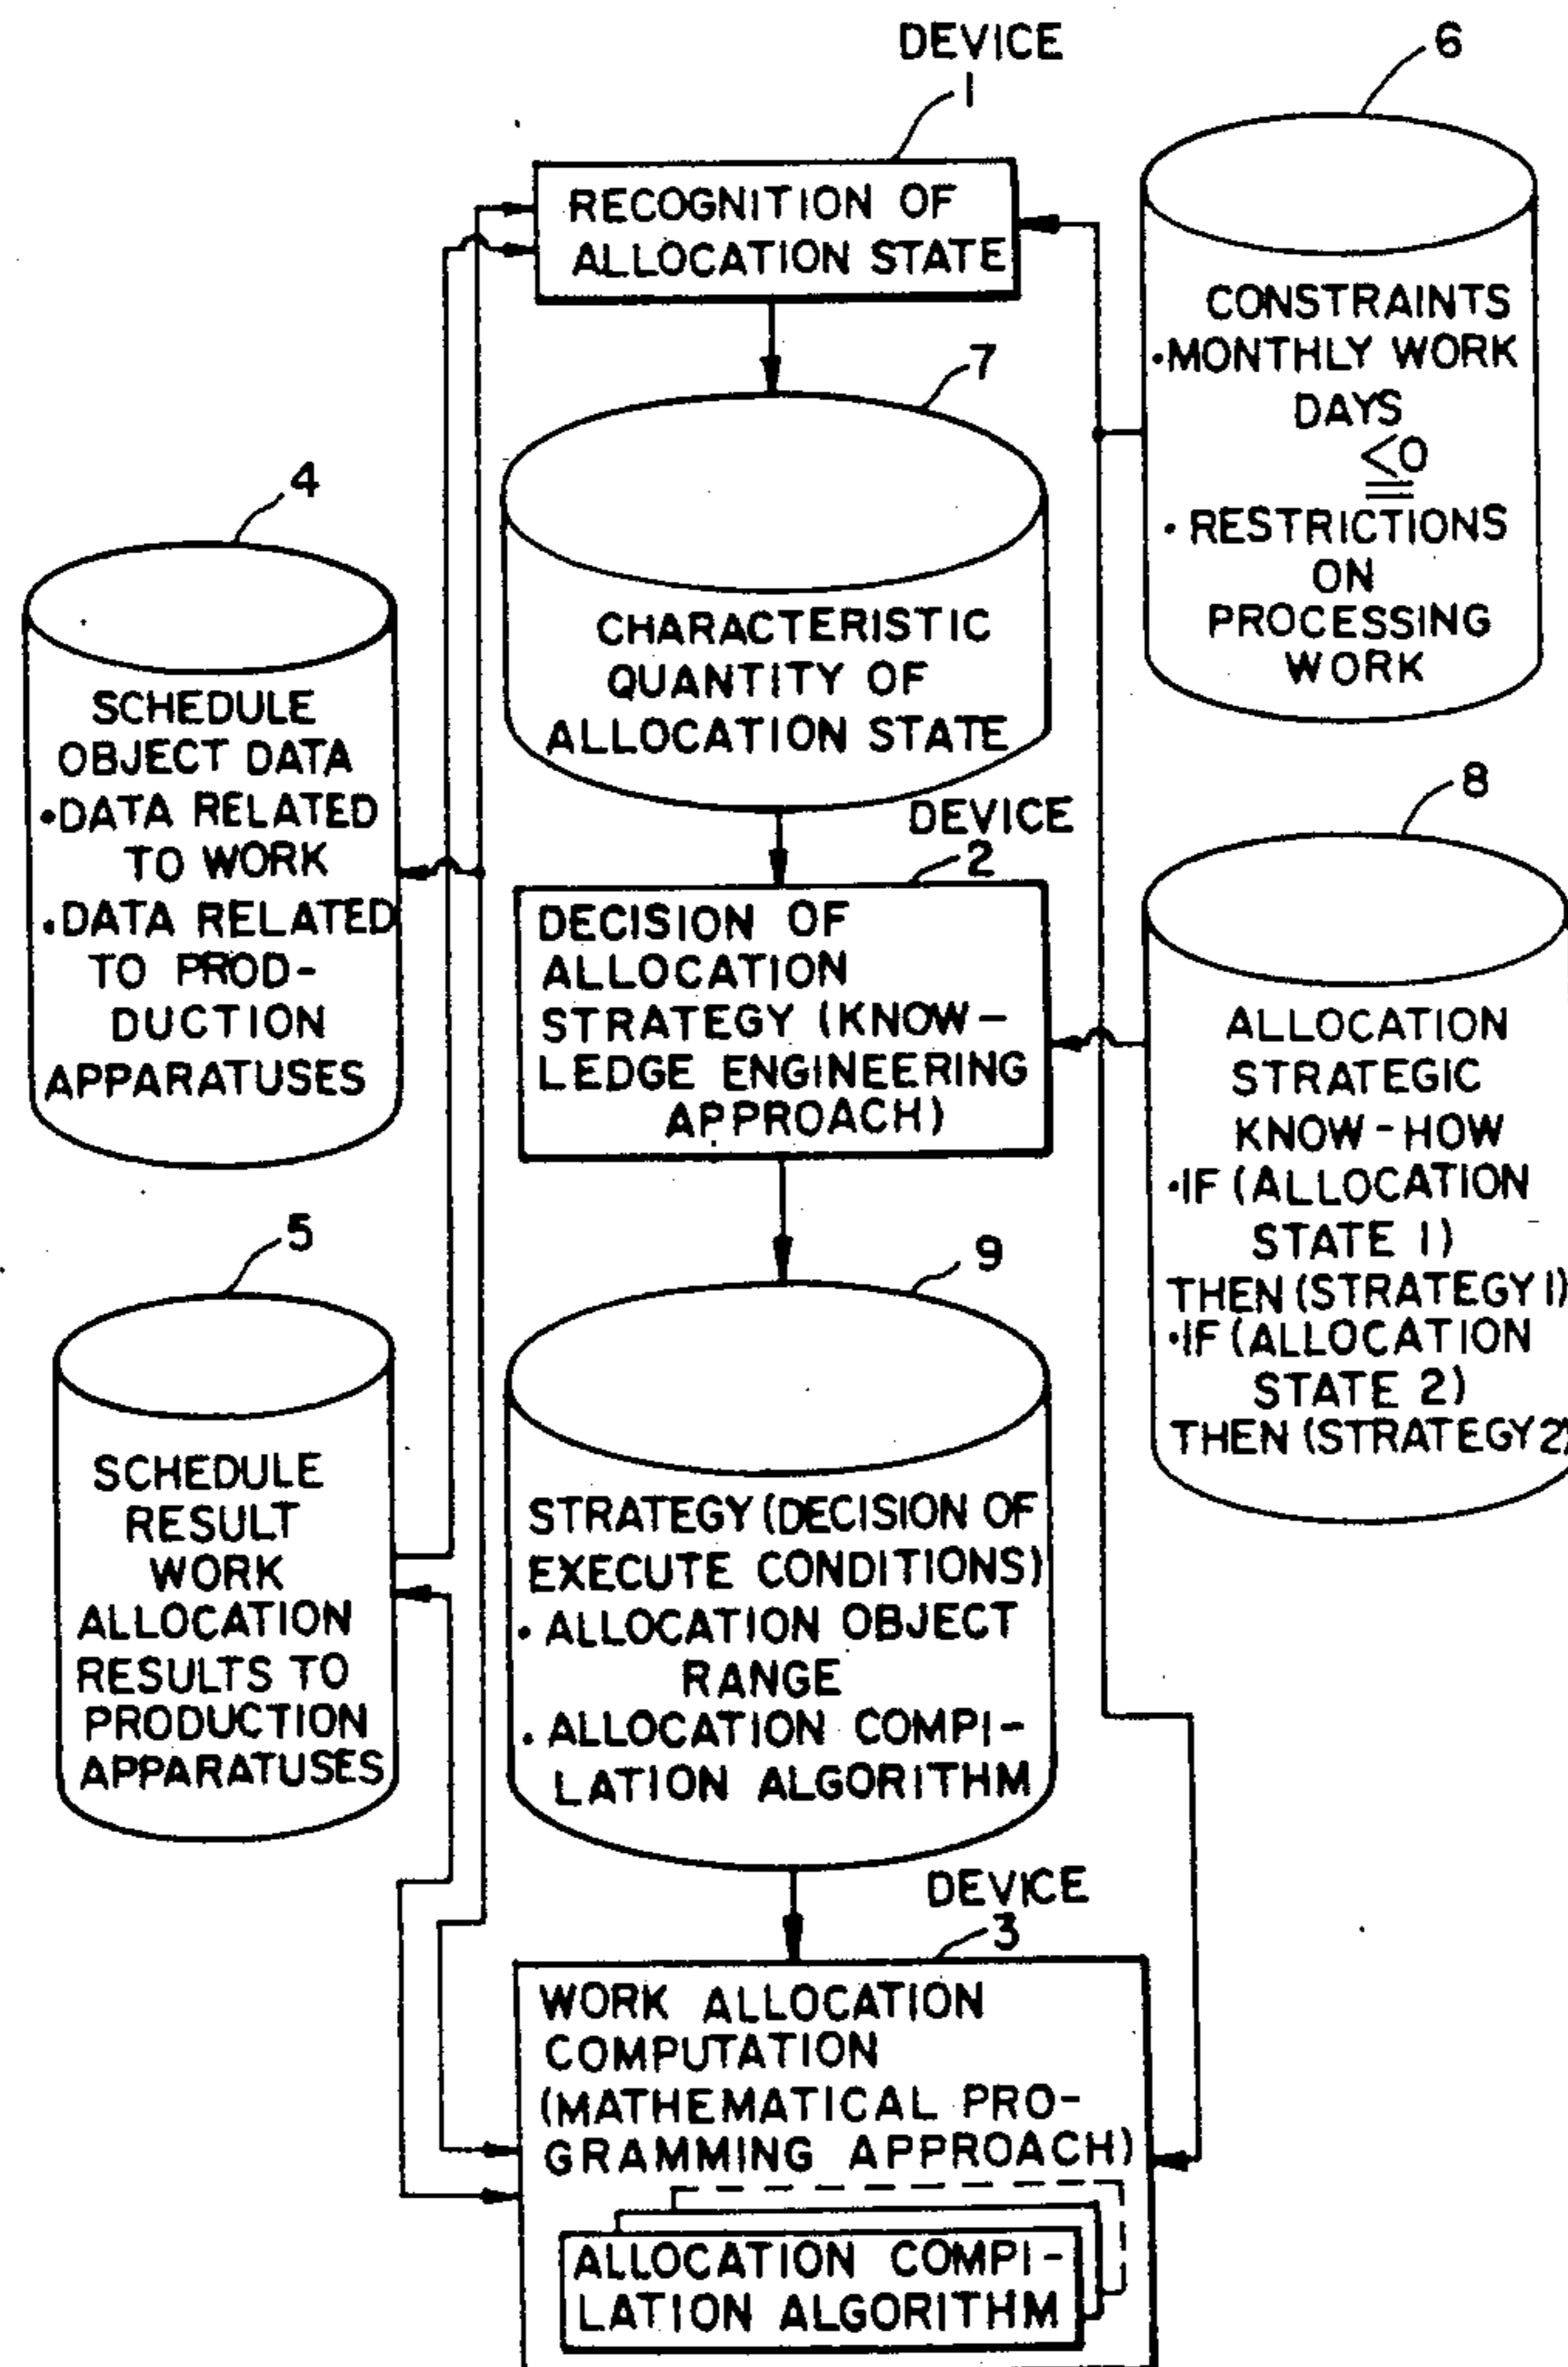 DEVICE
1
RECOGNITION OF
ALLOCATION STATE
6
CONSTRAINTS
•MONTHLY WORK
DAYS
≦0
• RESTRICTIONS
ON
PROCESSING
WORK
7
CHARACTERISTIC
QUANTITY OF
ALLOCATION STATE
4
SCHEDULE
OBJECT DATA
•DATA RELATED
TO WORK
•DATA RELATED
TO PROD-
DUCTION
APPARATUSES
DEVICE
2
DECISION OF
ALLOCATION
STRATEGY (KNOW-
LEDGE ENGINEERING
APPROACH)
8
ALLOCATION
STRATEGIC
KNOW-HOW
•IF (ALLOCATION
STATE 1)
THEN (STRATEGY 1)
•IF (ALLOCATION
STATE 2)
THEN (STRATEGY 2)
5
SCHEDULE
RESULT
WORK
ALLOCATION
RESULTS TO
PRODUCTION
APPARATUSES
9
STRATEGY (DECISION OF
EXECUTE CONDITIONS)
• ALLOCATION OBJECT
RANGE
• ALLOCATION COMPI-
LATION ALGORITHM
DEVICE
3
WORK ALLOCATION
COMPUTATION
(MATHEMATICAL PRO-
GRAMMING APPROACH)
ALLOCATION COMPI-
LATION ALGORITHM